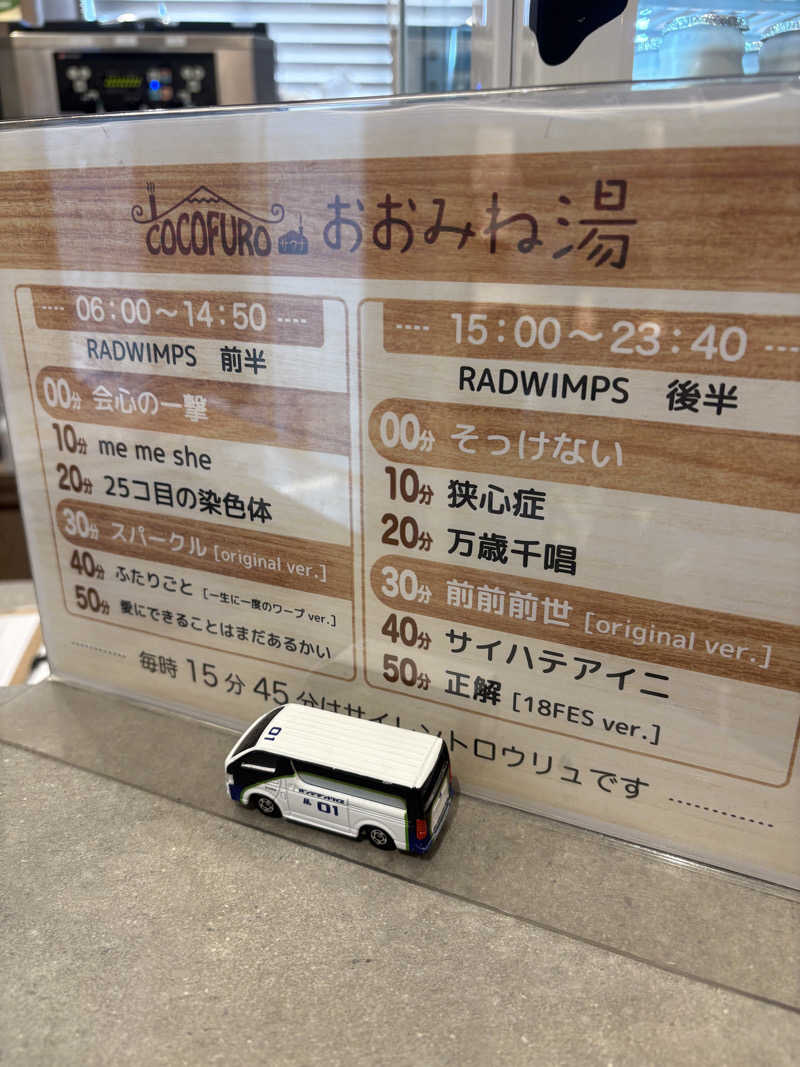 COCOFURO おおみね湯
サウナ
06:00～14:50
RADWIMPS 前半
00分 会心の一撃
10分 me me she
20分 25コ目の染色体
30分 スパークル [original ver.]
40分 ふたりごと [一生に一度のワープ ver.]
50分 愛にできることはまだあるかい
15:00～23:40
RADWIMPS 後半
00分 そっけない
10分 狭心症
20分 万歳千唱
30分 前前前世 [original ver.]
40分 サイハテアイニ
50分 正解 [18FES ver.]
毎時 15分 45分はサイレントロウリュです
01
01